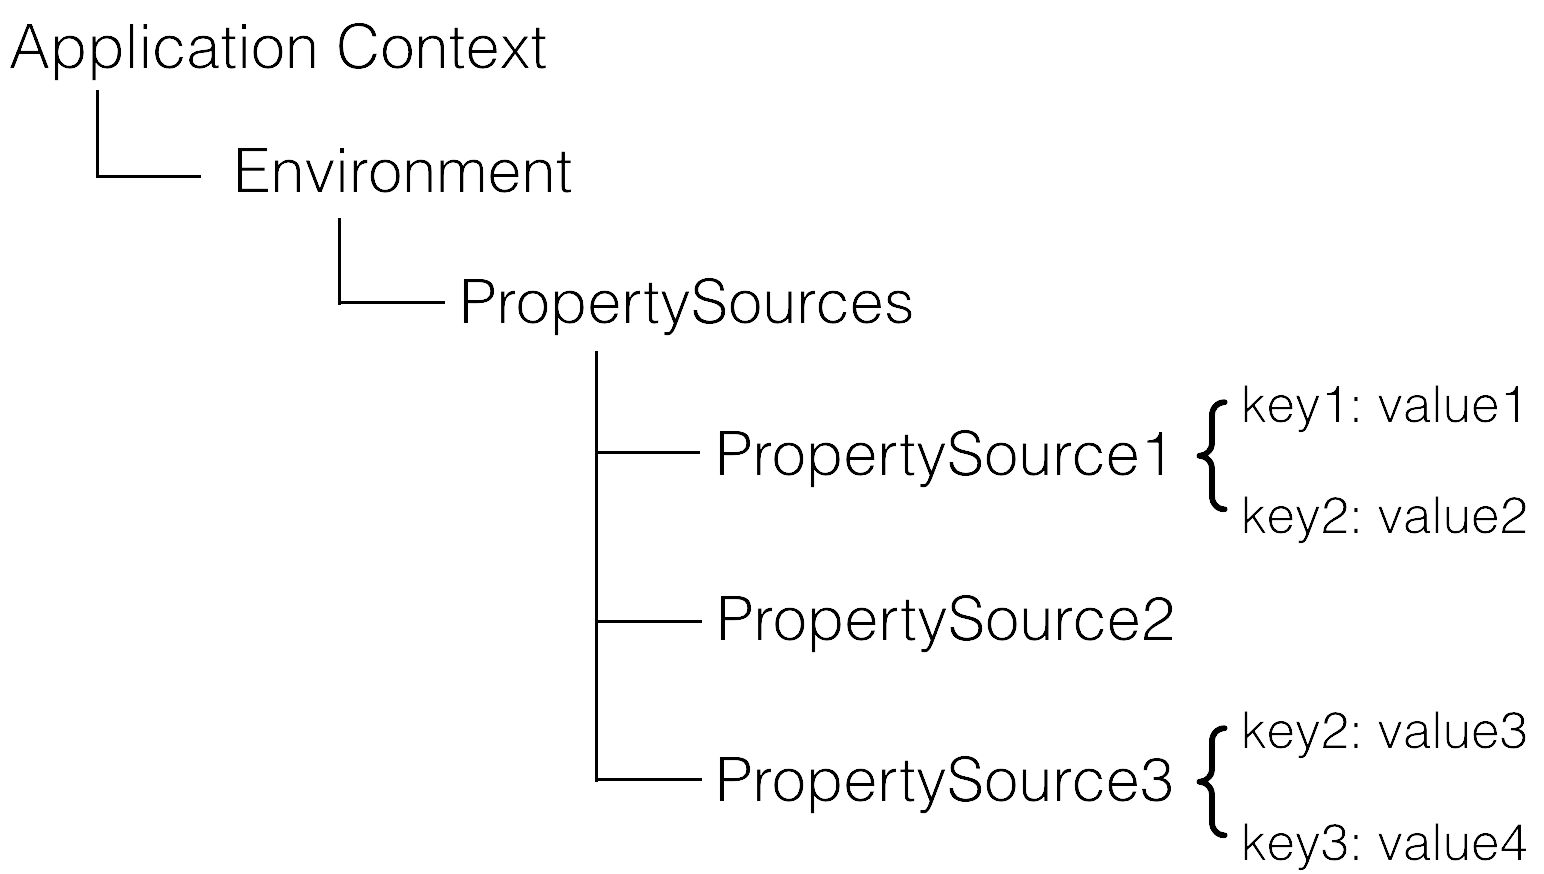 Application Context
Environment
PropertySources
PropertySource1
key1: value1
key2: value2
PropertySource2
PropertySource3
key2: value3
key3: value4